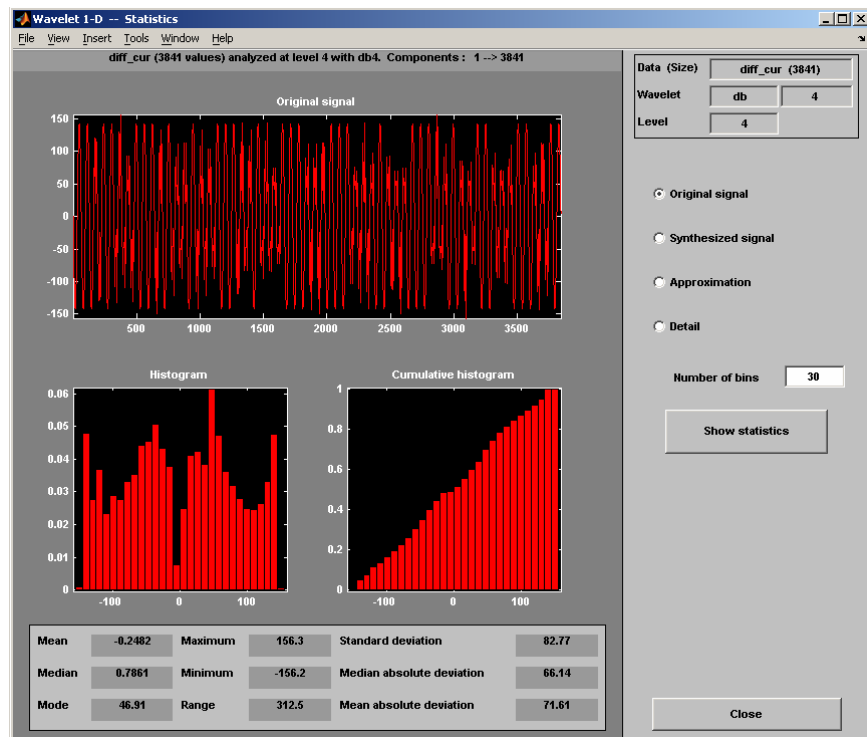 Wavelet 1-D -- Statistics
File View Insert Tools Window Help
diff_cur (3841 values) analyzed at level 4 with db4. Components : 1 --> 3841
Original signal
150
100
50
0
-50
-100
-150
500 1000 1500 2000 2500 3000 3500
Histogram
0.06
0.05
0.04
0.03
0.02
0.01
0
-100 0 100
Cumulative histogram
1
0.8
0.6
0.4
0.2
0
-100 0 100
Mean -0.2482 Maximum 156.3 Standard deviation 82.77
Median 0.7861 Minimum -156.2 Median absolute deviation 66.14
Mode 46.91 Range 312.5 Mean absolute deviation 71.61
Data (Size) diff_cur (3841)
Wavelet db 4
Level 4
Original signal
Synthesized signal
Approximation
Detail
Number of bins 30
Show statistics
Close